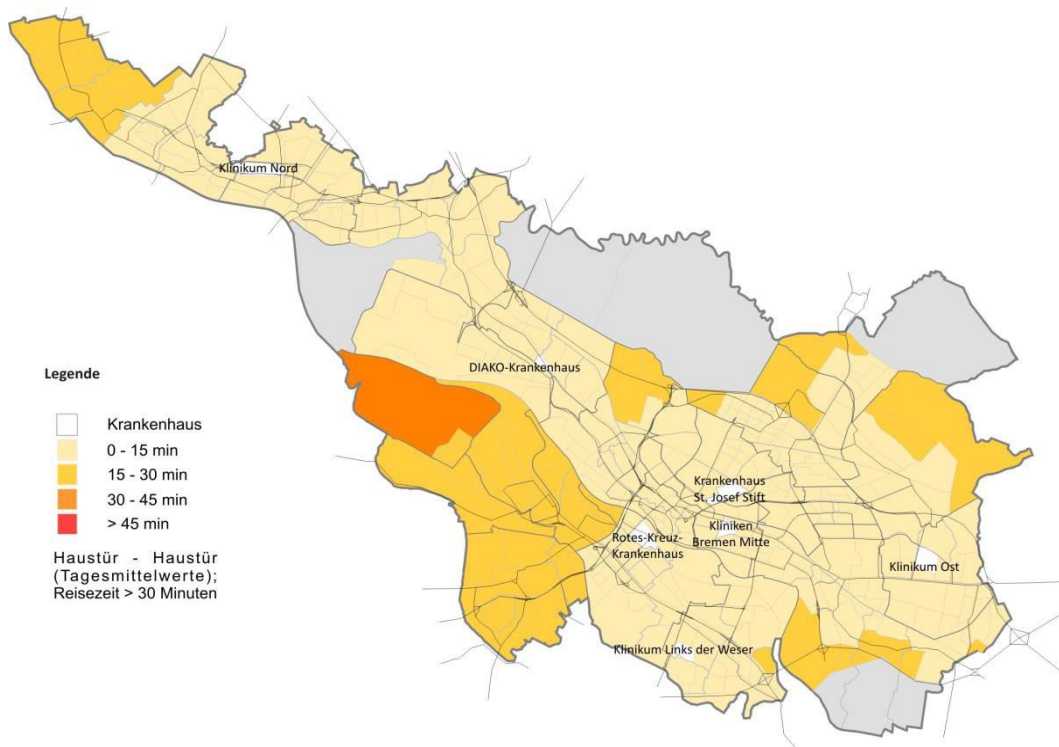 Klinikum Nord
DIAKO-Krankenhaus
Legende
Krankenhaus
0 - 15 min
15 - 30 min
30 - 45 min
> 45 min
Haustür - Haustür
(Tagesmittelwerte);
Reisezeit > 30 Minuten
Krankenhaus
St. Josef Stift
Kliniken
Bremen Mitte
Rotes-Kreuz-
Krankenhaus
Klinikum Ost
Klinikum Links der Weser